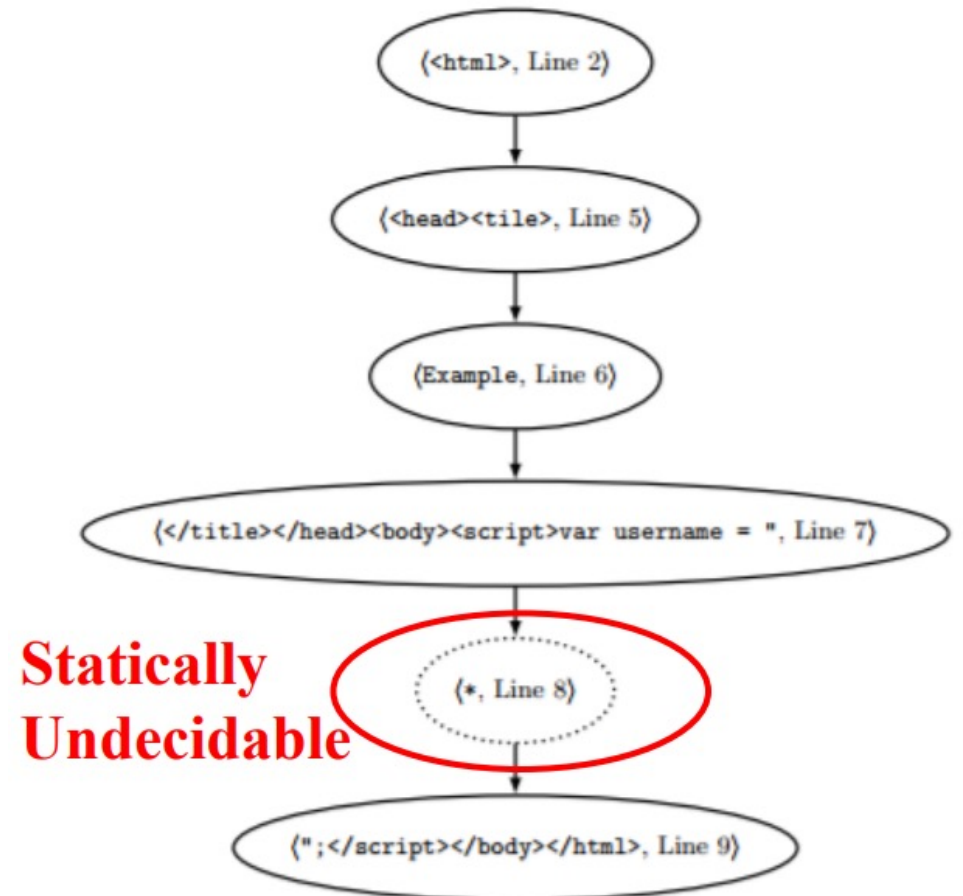 ⟨<html>, Line 2⟩
⟨<head><tile>, Line 5⟩
⟨Example, Line 6⟩
⟨</title></head><body><script>var username = ", Line 7⟩
Statically
Undecidable
⟨*, Line 8⟩
⟨";</script></body></html>, Line 9⟩